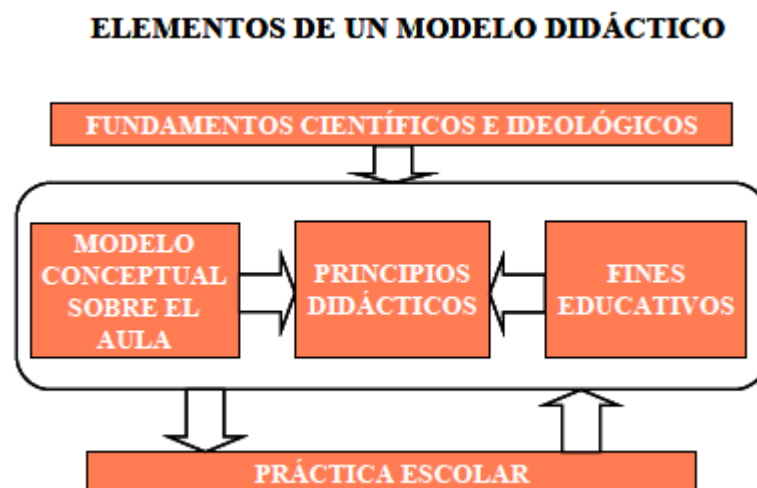 ELEMENTOS DE UN MODELO DIDÁCTICO
FUNDAMENTOS CIENTÍFICOS E IDEOLÓGICOS
MODELO
CONCEPTUAL
SOBRE EL
AULA
PRINCIPIOS
DIDÁCTICOS
FINES
EDUCATIVOS
PRÁCTICA ESCOLAR